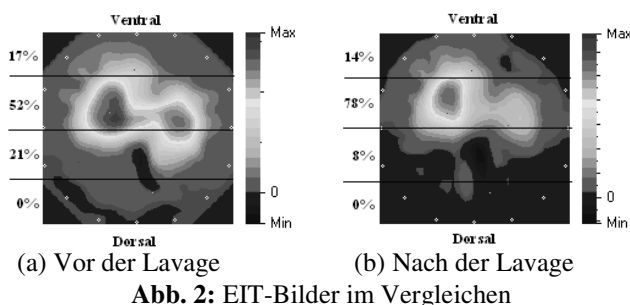 Ventral
Max
17%
52%
21%
0%
0
Min
Dorsal
(a) Vor der Lavage
Ventral
Max
14%
78%
8%
0%
0
Min
Dorsal
(b) Nach der Lavage
Abb. 2: EIT-Bilder im Vergleichen